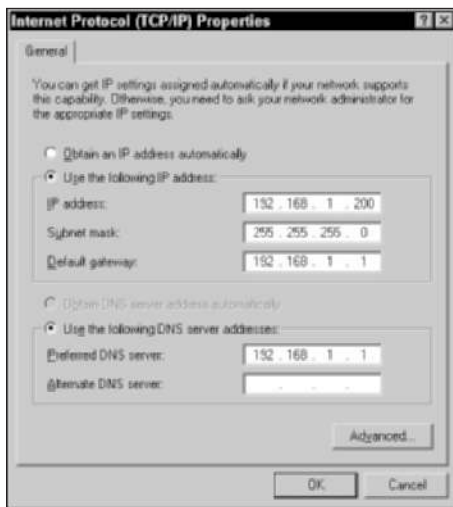 Internet Protocol (TCP/IP) Properties
General
You can get IP settings assigned automatically if your network supports
this capability. Otherwise, you need to ask your network administrator for
the appropriate IP settings.
Obtain an IP address automatically
Use the following IP address:
IP address: 192 . 168 . 1 . 200
Subnet mask: 255 . 255 . 255 . 0
Default gateway: 192 . 168 . 1 . 1
Obtain DNS server address automatically
Use the following DNS server addresses:
Preferred DNS server: 192 . 168 . 1 . 1
Alternate DNS server: . . .
Advanced...
OK Cancel